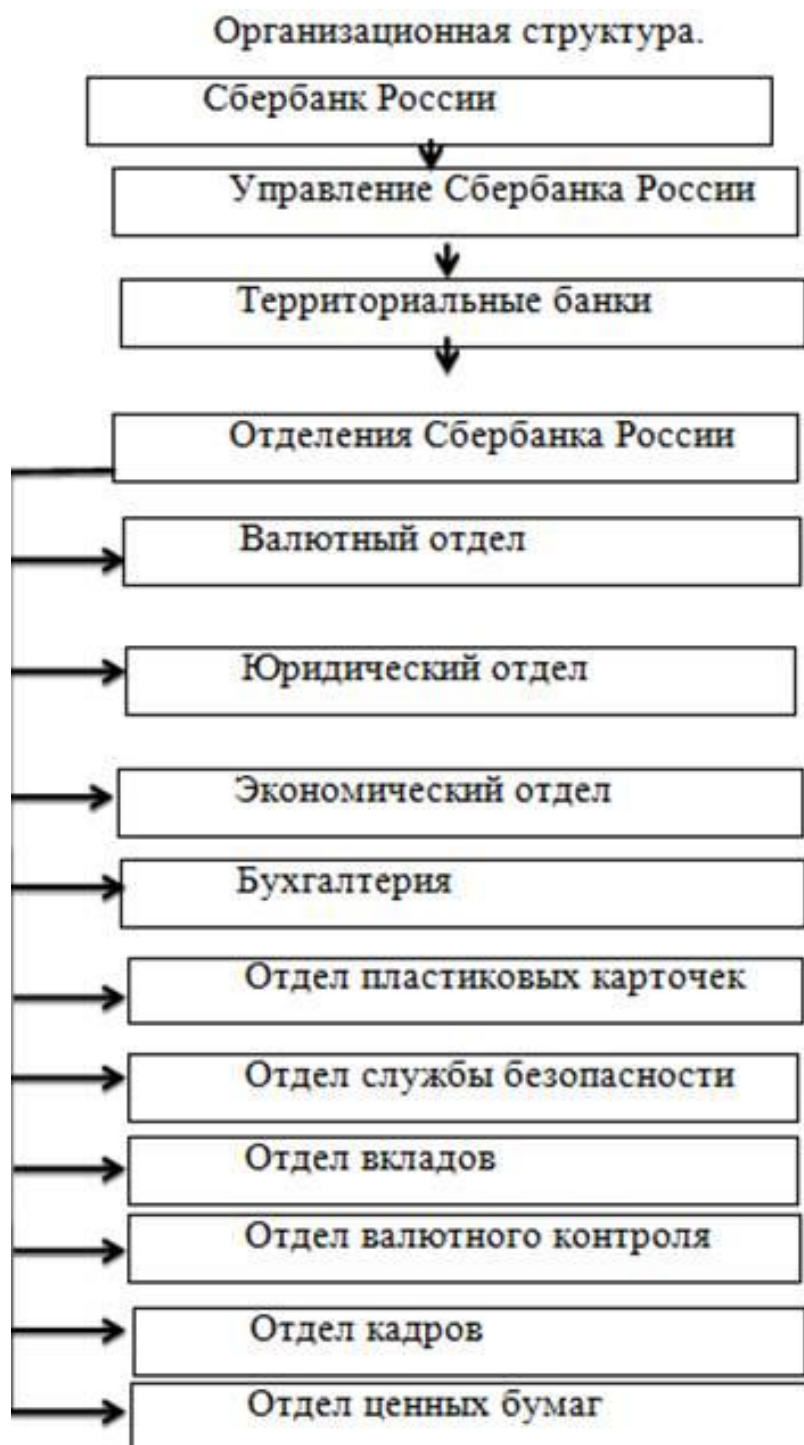 Организационная структура.
Сбербанк России
Управление Сбербанка России
Территориальные банки
Отделения Сбербанка России
Валютный отдел
Юридический отдел
Экономический отдел
Бухгалтерия
Отдел пластиковых карточек
Отдел службы безопасности
Отдел вкладов
Отдел валютного контроля
Отдел кадров
Отдел ценных бумаг